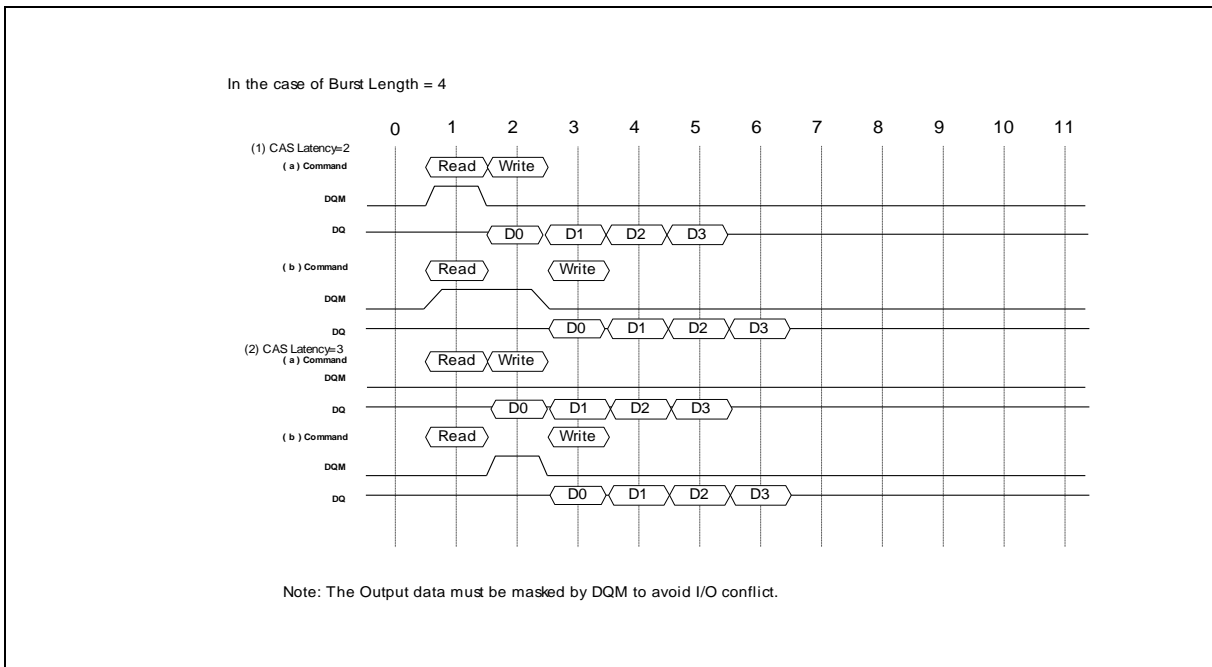 In the case of Burst Length = 4
0 1 2 3 4 5 6 7 8 9 10 11
(1) CAS Latency=2
( a ) Command Read Write
DQM
DQ D0 D1 D2 D3
( b ) Command Read Write
DQM
DQ D0 D1 D2 D3
(2) CAS Latency=3
( a ) Command Read Write
DQM
DQ D0 D1 D2 D3
( b ) Command Read Write
DQM
DQ D0 D1 D2 D3
Note: The Output data must be masked by DQM to avoid I/O conflict.